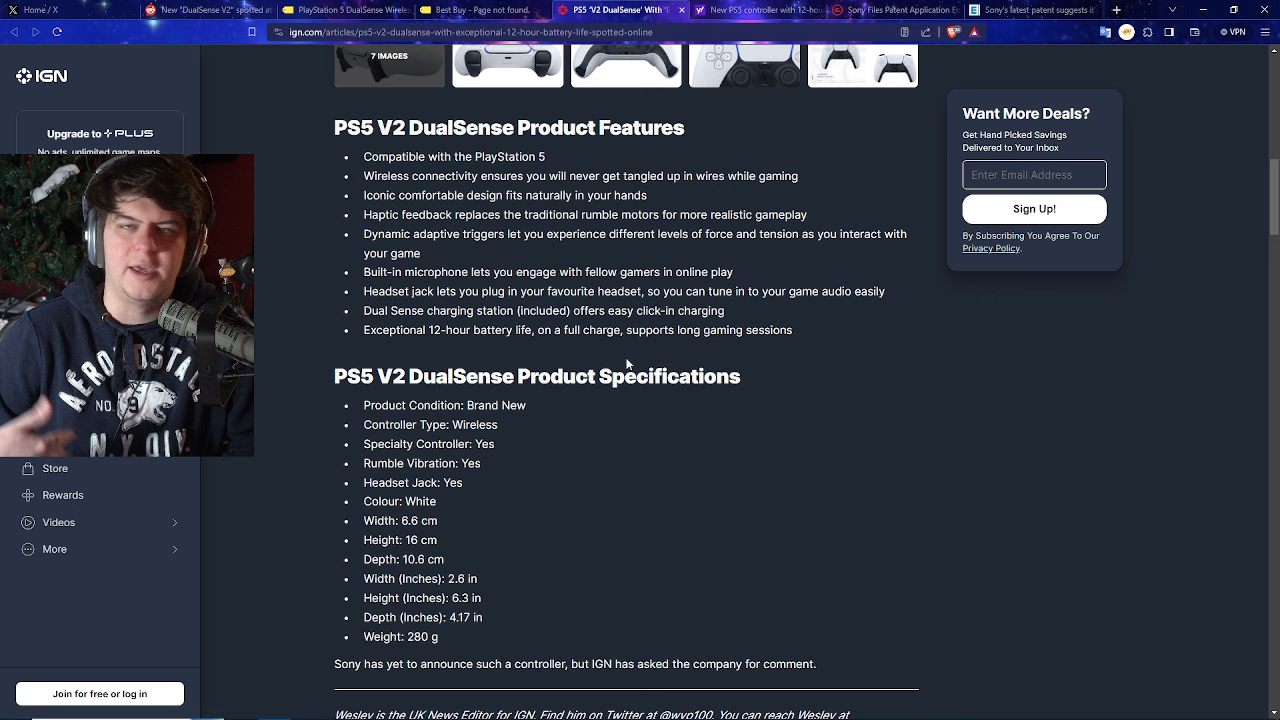 Home / X
New "DualSense V2" spotted at
PlayStation 5 DualSense Wirele
Best Buy - Page not found.
PS5 'V2 DualSense' With 'E
New PS5 controller with 12-hou
Sony Files Patent Application Fo
Sony's latest patent suggests it
ign.com/articles/ps5-v2-dualsense-with-exceptional-12-hour-battery-life-spotted-online
VPN
IGN
7 IMAGES
Upgrade to PLUS
No ads, unlimited game maps
PS5 V2 DualSense Product Features
Compatible with the PlayStation 5
Wireless connectivity ensures you will never get tangled up in wires while gaming
Iconic comfortable design fits naturally in your hands
Haptic feedback replaces the traditional rumble motors for more realistic gameplay
Dynamic adaptive triggers let you experience different levels of force and tension as you interact with
your game
Built-in microphone lets you engage with fellow gamers in online play
Headset jack lets you plug in your favourite headset, so you can tune in to your game audio easily
Dual Sense charging station (included) offers easy click-in charging
Exceptional 12-hour battery life, on a full charge, supports long gaming sessions
PS5 V2 DualSense Product Specifications
Product Condition: Brand New
Controller Type: Wireless
Specialty Controller: Yes
Rumble Vibration: Yes
Headset Jack: Yes
Colour: White
Width: 6.6 cm
Height: 16 cm
Depth: 10.6 cm
Width (Inches): 2.6 in
Height (Inches): 6.3 in
Depth (Inches): 4.17 in
Weight: 280 g
Sony has yet to announce such a controller, but IGN has asked the company for comment.
Wesley is the UK News Editor for IGN. Find him on Twitter at @wyp100. You can reach Wesley at
Want More Deals?
Get Hand Picked Savings
Delivered to Your Inbox
Enter Email Address
Sign Up!
By Subscribing You Agree To Our
Privacy Policy.
NO. 9
N.Y. DIV.
Store
Rewards
Videos
More
Join for free or log in